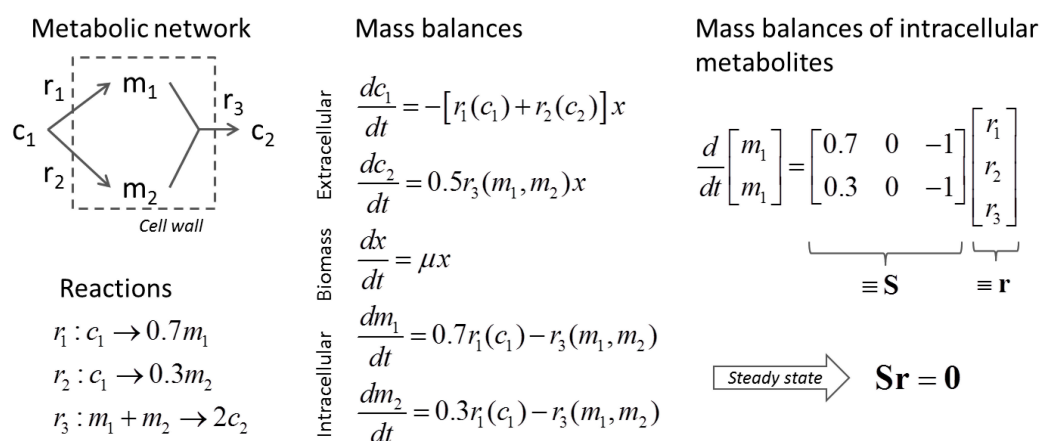 Metabolic network
r₁ m₁
r₃
c₁ c₂
r₂ m₂
Cell wall
Reactions
r₁ : c₁ → 0.7m₁
r₂ : c₁ → 0.3m₂
r₃ : m₁ + m₂ → 2c₂
Mass balances
Extracellular
dc₁/dt = −[r₁(c₁) + r₂(c₂)]x
dc₂/dt = 0.5r₃(m₁, m₂)x
Biomass
dx/dt = μx
Intracellular
dm₁/dt = 0.7r₁(c₁) − r₃(m₁, m₂)
dm₂/dt = 0.3r₁(c₁) − r₃(m₁, m₂)
Mass balances of intracellular
metabolites
d/dt [m₁; m₁] = [0.7 0 −1; 0.3 0 −1] [r₁; r₂; r₃]
≡ S ≡ r
Steady state Sr = 0